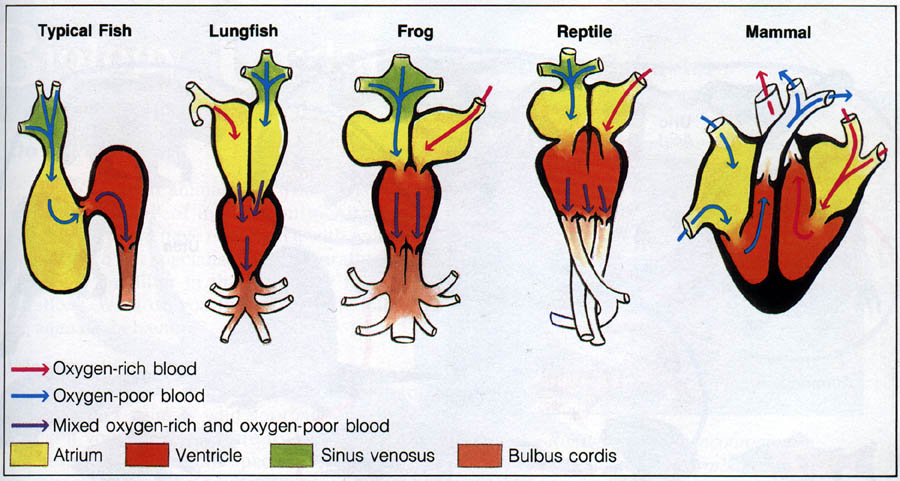 Typical Fish Lungfish Frog Reptile Mammal
Oxygen-rich blood
Oxygen-poor blood
Mixed oxygen-rich and oxygen-poor blood
Atrium Ventricle Sinus venosus Bulbus cordis